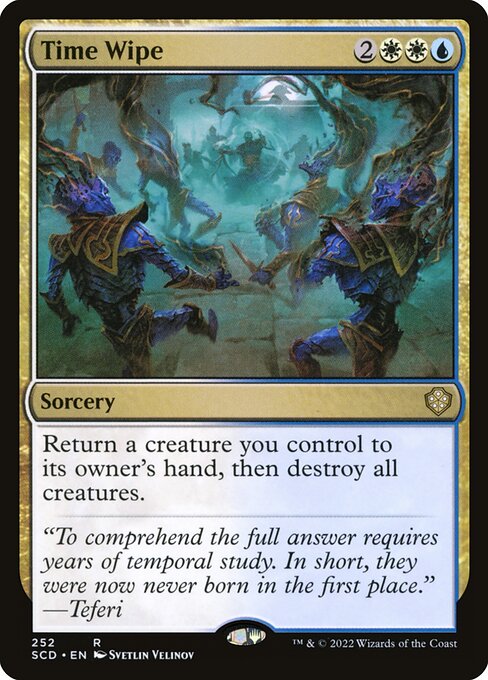 Time Wipe 2
Sorcery
Return a creature you control to
its owner's hand, then destroy all
creatures.
“To comprehend the full answer requires
years of temporal study. In short, they
were now never born in the first place.”
—Teferi
252 R
SCD • EN Svetlin Velinov
™ & © 2022 Wizards of the Coast